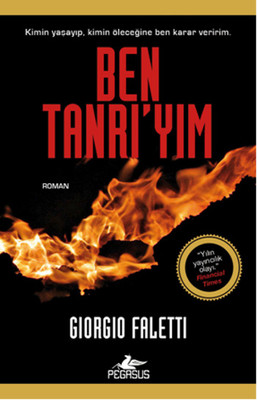 Kimin yaşayıp, kimin öleceğine ben karar veririm.
BEN
TANRI'YIM
ROMAN
"Yılın
yayıncılık
olayı."
Financial
Times
GIORGIO FALETTI
PEGASUS